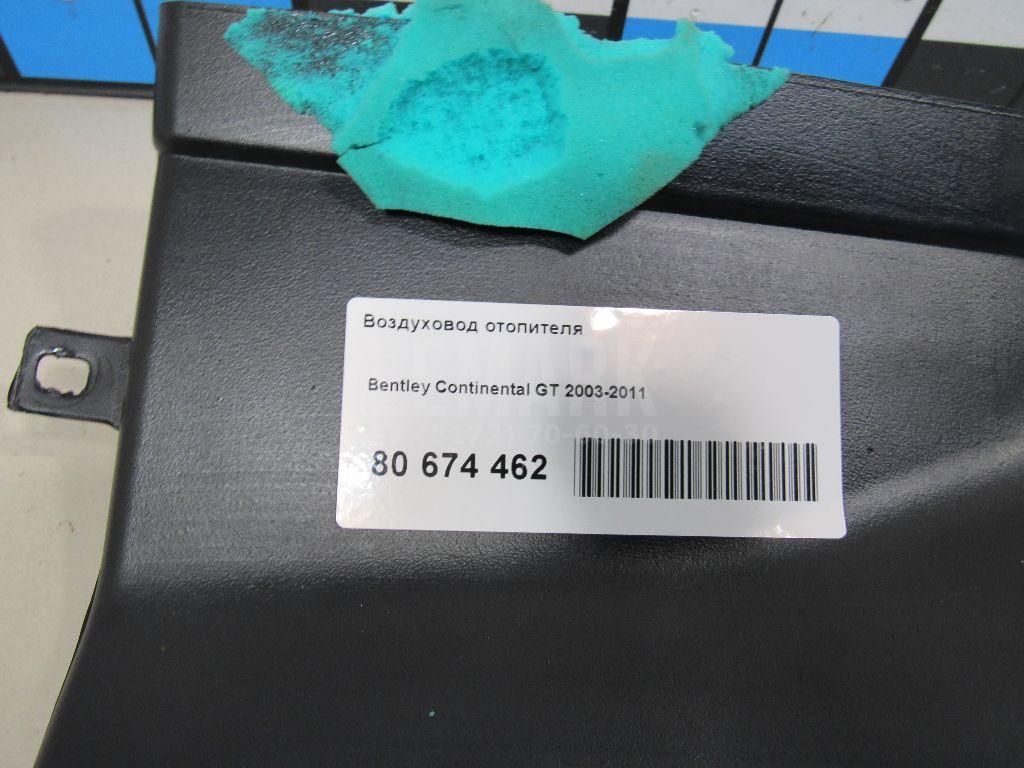 Воздуховод отопителя
Bentley Continental GT 2003-2011
80 674 462